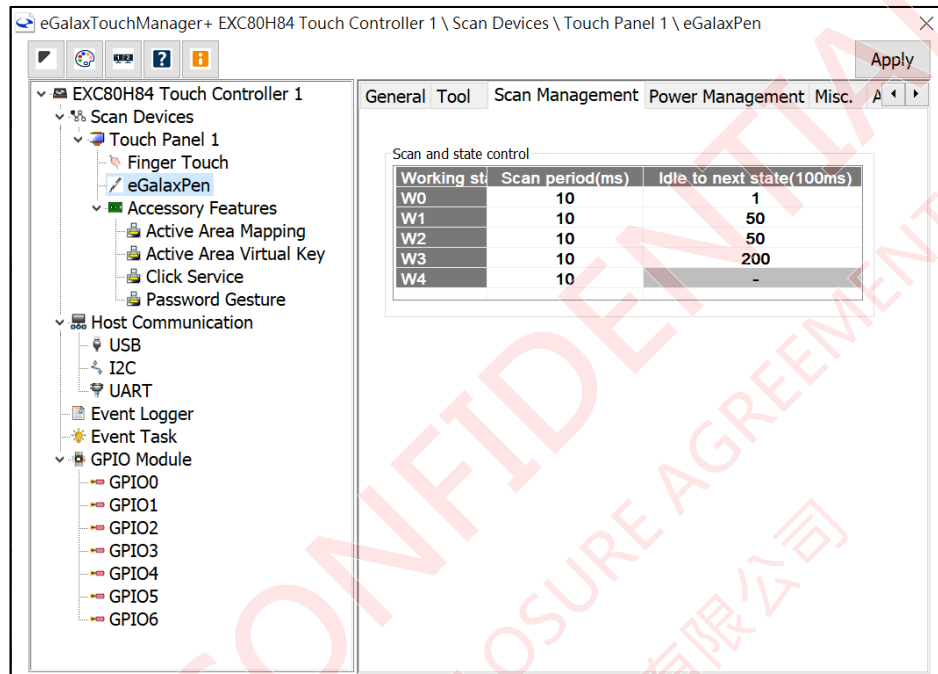 eGalaxTouchManager+ EXC80H84 Touch Controller 1 \ Scan Devices \ Touch Panel 1 \ eGalaxPen
Apply
EXC80H84 Touch Controller 1
Scan Devices
Touch Panel 1
Finger Touch
eGalaxPen
Accessory Features
Active Area Mapping
Active Area Virtual Key
Click Service
Password Gesture
Host Communication
USB
I2C
UART
Event Logger
Event Task
GPIO Module
GPIO0
GPIO1
GPIO2
GPIO3
GPIO4
GPIO5
GPIO6
General Tool Scan Management Power Management Misc. A
Scan and state control
Working sta Scan period(ms) Idle to next state(100ms)
W0 10 1
W1 10 50
W2 10 50
W3 10 200
W4 10 -
CONFIDENTIAL
OSURE AGREEMENT
有限公司